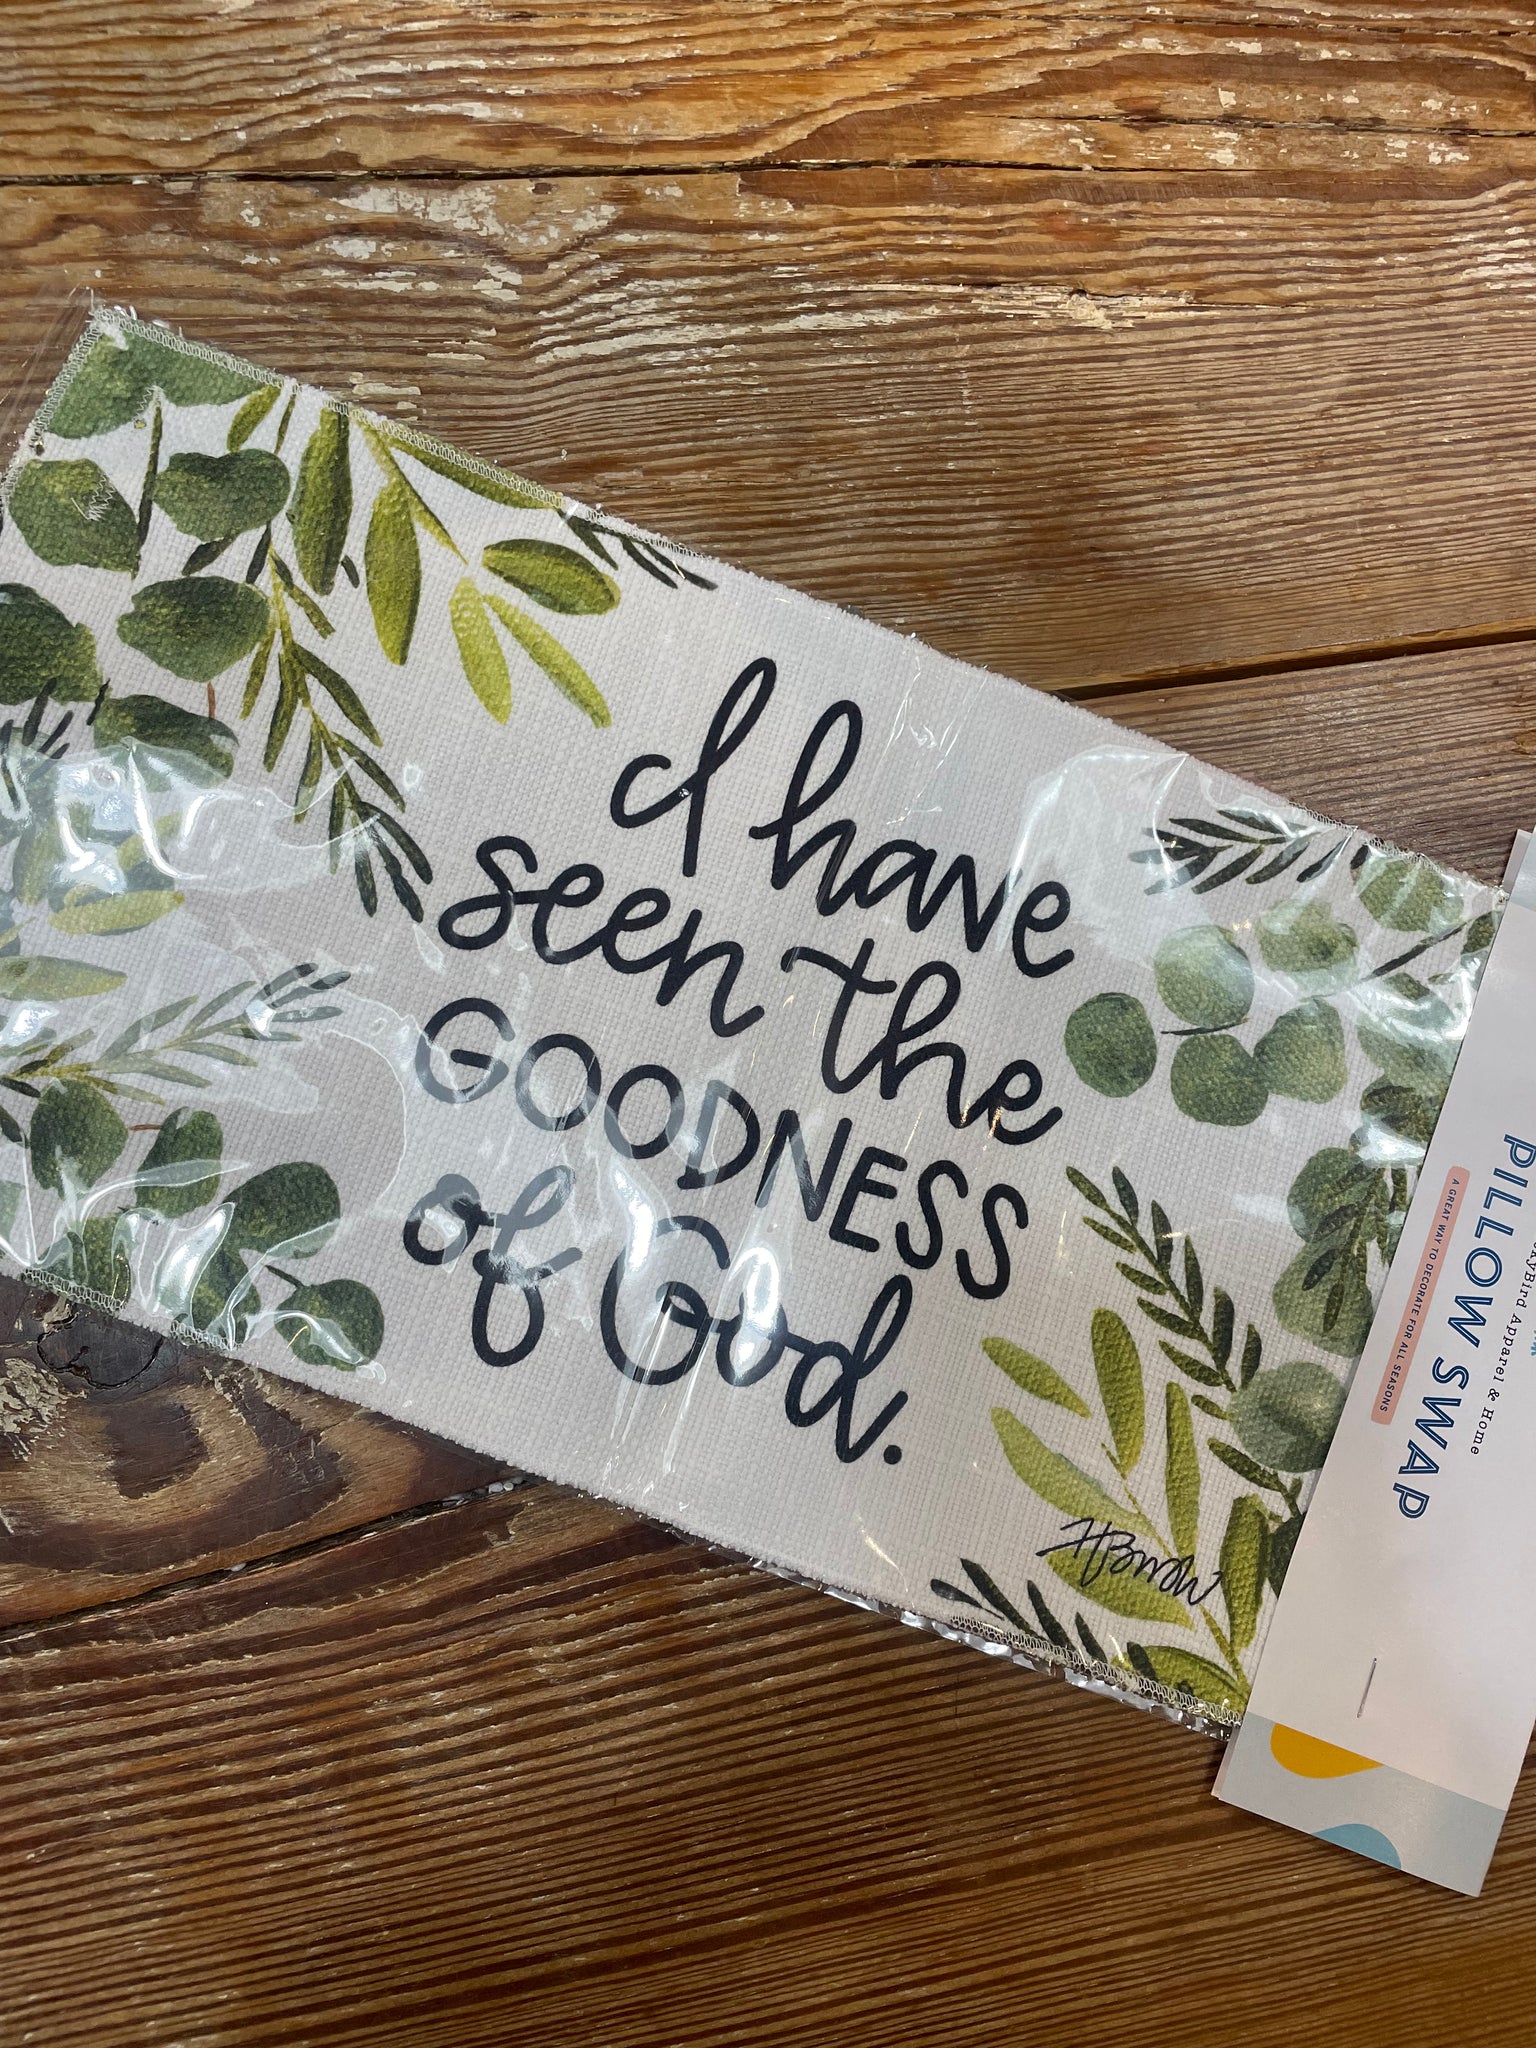 I have
seen the
GOODNESS
of God.
Apparel & Home
PILLOW SWAP
A GREAT WAY TO DECORATE FOR ALL SEASONS